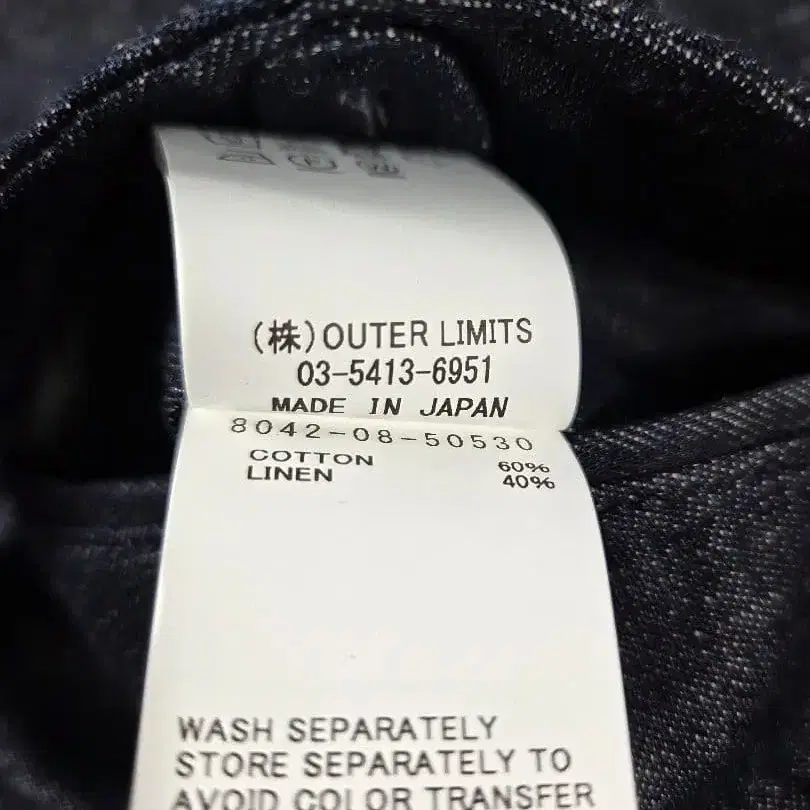 (株)OUTER LIMITS
03-5413-6951
MADE IN JAPAN
8042-08-50530
COTTON 60%
LINEN 40%
WASH SEPARATELY
STORE SEPARATELY TO
AVOID COLOR TRANSFER